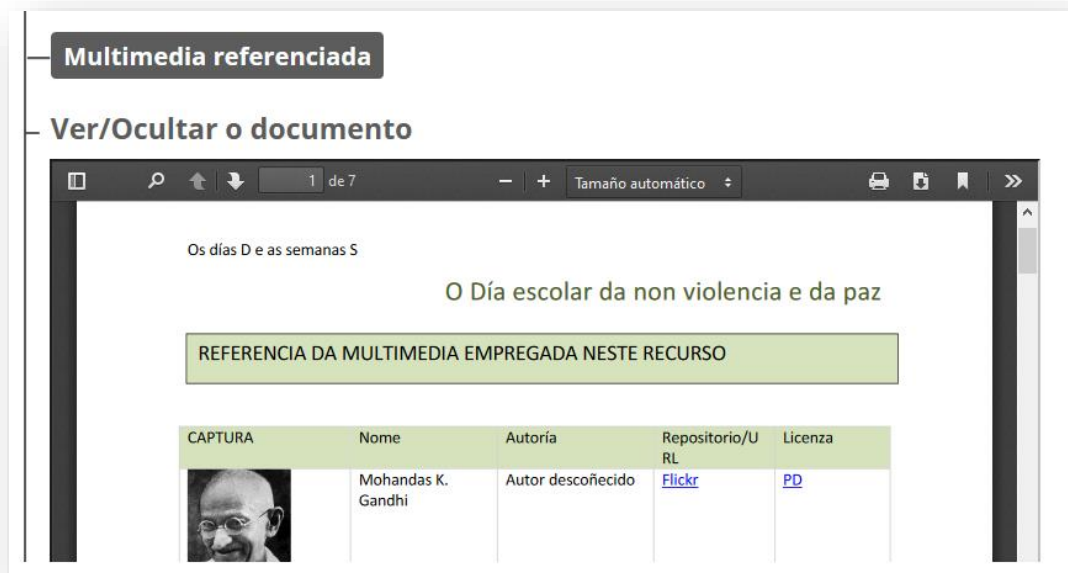 Multimedia referenciada
Ver/Ocultar o documento
1 de 7
Tamaño automático
Os días D e as semanas S
O Día escolar da non violencia e da paz
REFERENCIA DA MULTIMEDIA EMPREGADA NESTE RECURSO
CAPTURA Nome Autoría Repositorio/U Licenza
RL
Mohandas K. Autor descoñecido Flickr PD
Gandhi